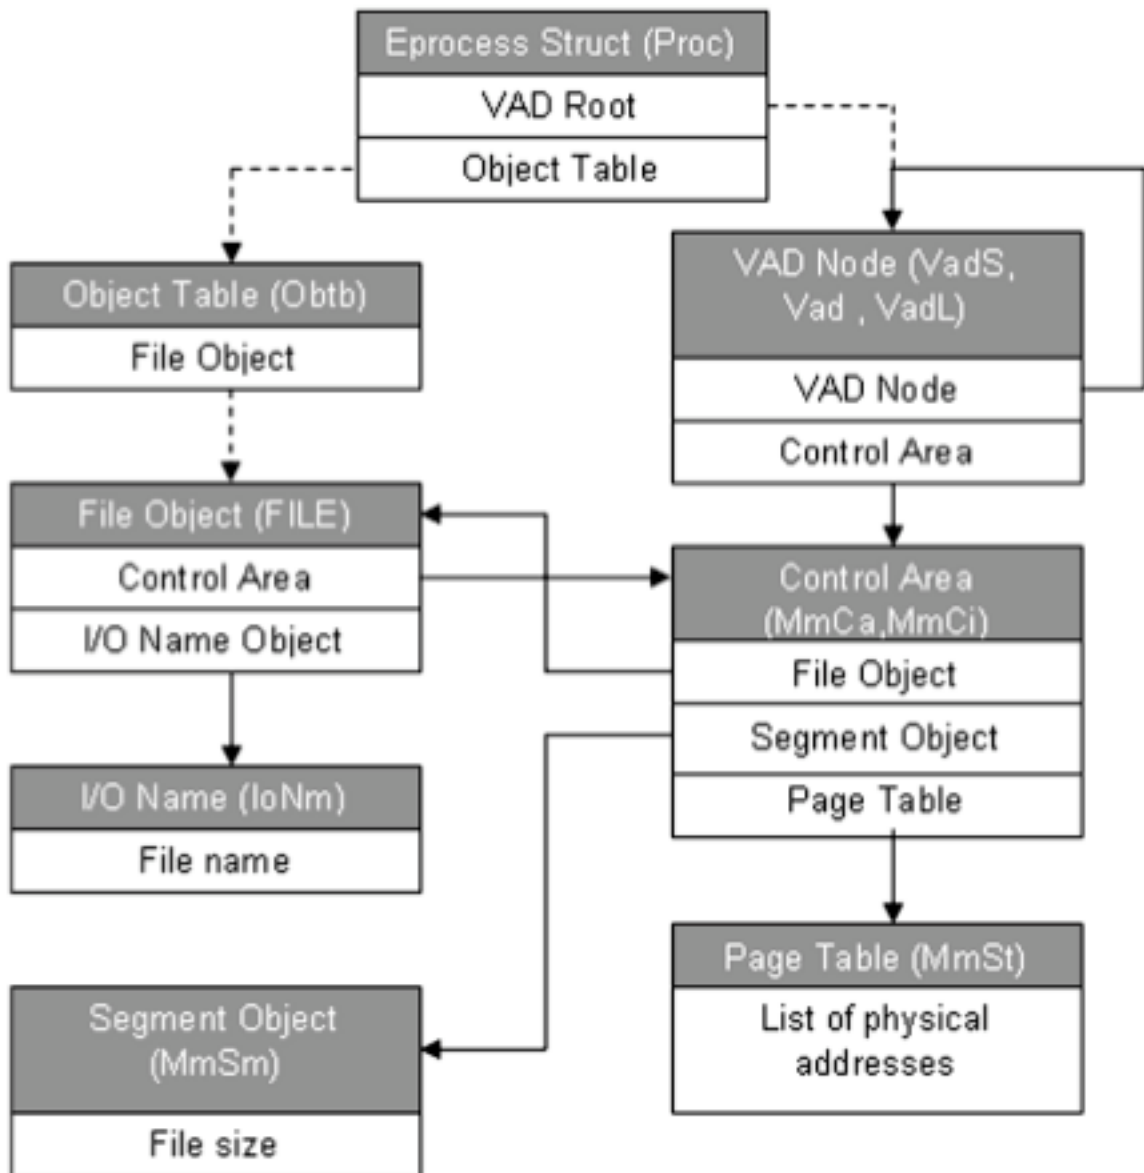 Eprocess Struct (Proc)
VAD Root
Object Table
Object Table (Obtb)
File Object
File Object (FILE)
Control Area
I/O Name Object
I/O Name (IoNm)
File name
Segment Object
(MmSm)
File size
VAD Node (VadS,
Vad , VadL)
VAD Node
Control Area
Control Area
(MmCa,MmCi)
File Object
Segment Object
Page Table
Page Table (MmSt)
List of physical
addresses